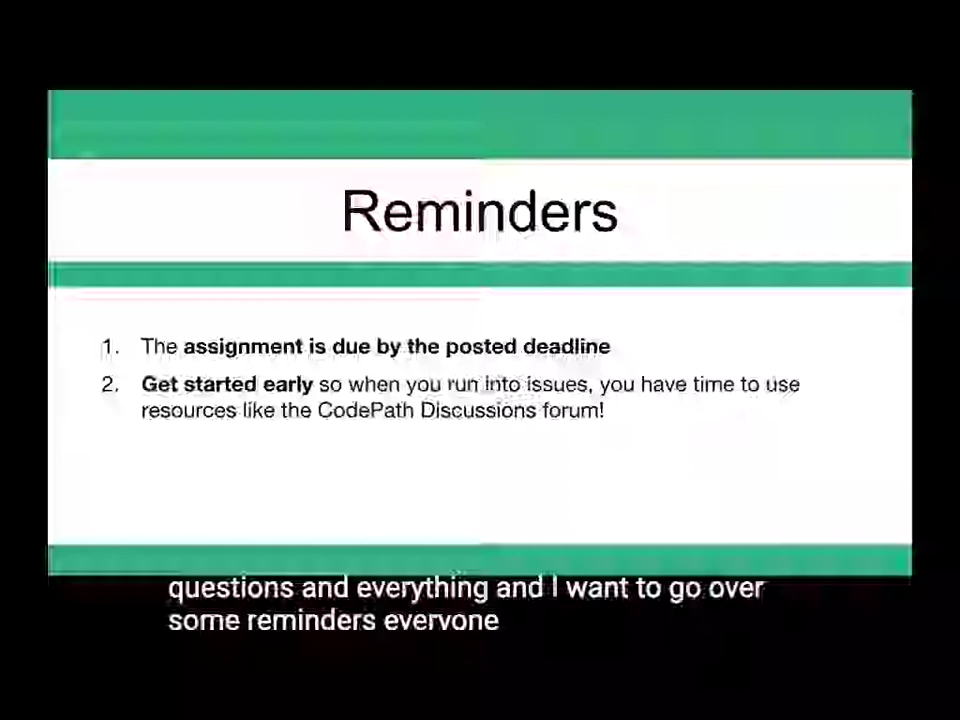 Reminders
1. The assignment is due by the posted deadline
2. Get started early so when you run into issues, you have time to use
resources like the CodePath Discussions forum!
questions and everything and I want to go over
some reminders everyone